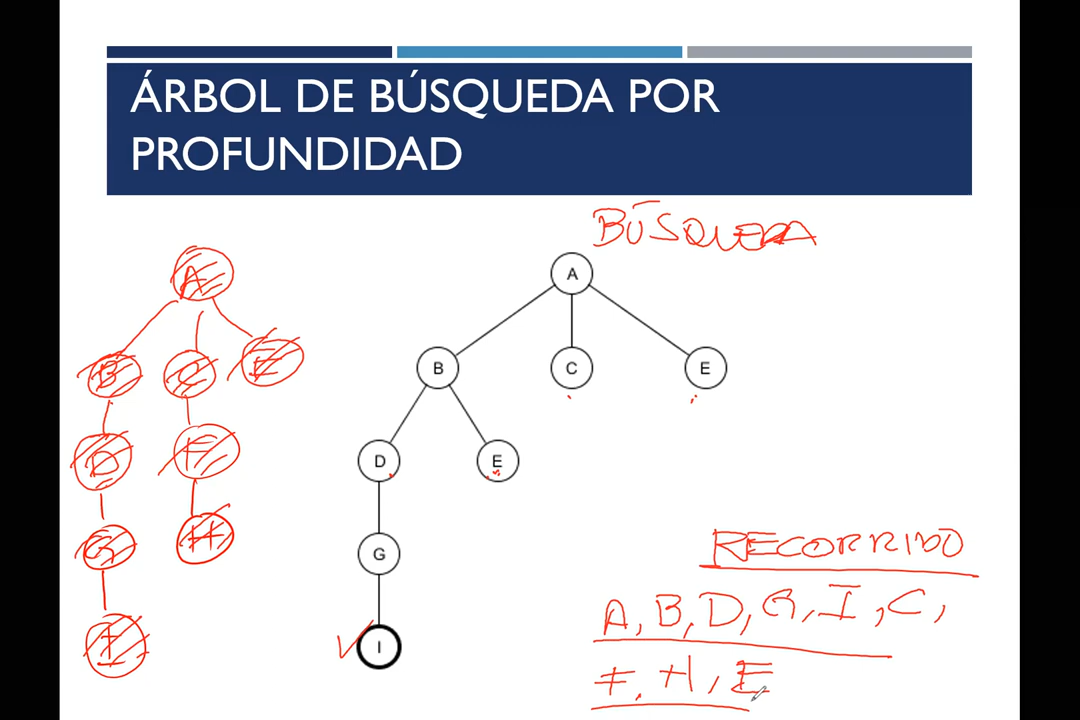 ÁRBOL DE BÚSQUEDA POR
PROFUNDIDAD
BÚSQUEDA
A
B C E
D F
G H
I
A
B C E
D E
G
I
RECORRIDO
A, B, D, G, I, C,
F, H, E